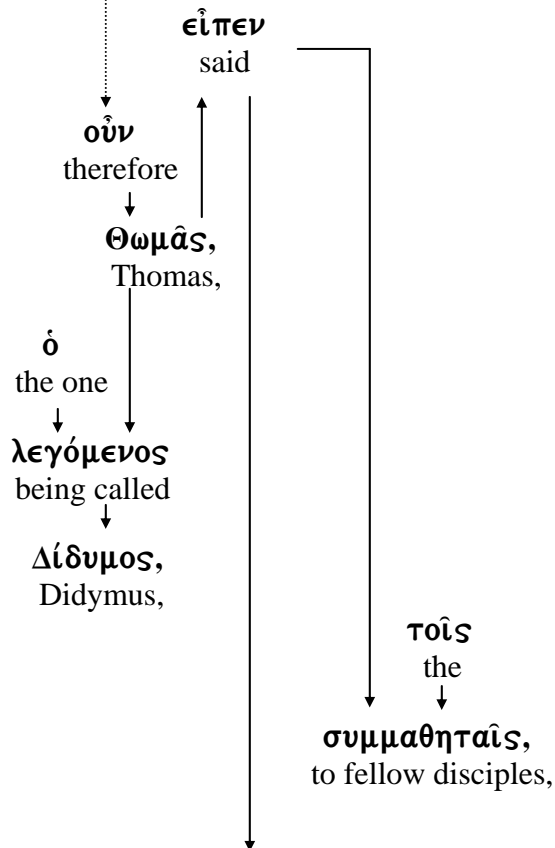 εἶπεν
said
οὖν
therefore
Θωμᾶς,
Thomas,
ὁ
the one
λεγόμενος
being called
Δίδυμος,
Didymus,
τοῖς
the
συμμαθηταῖς,
to fellow disciples,